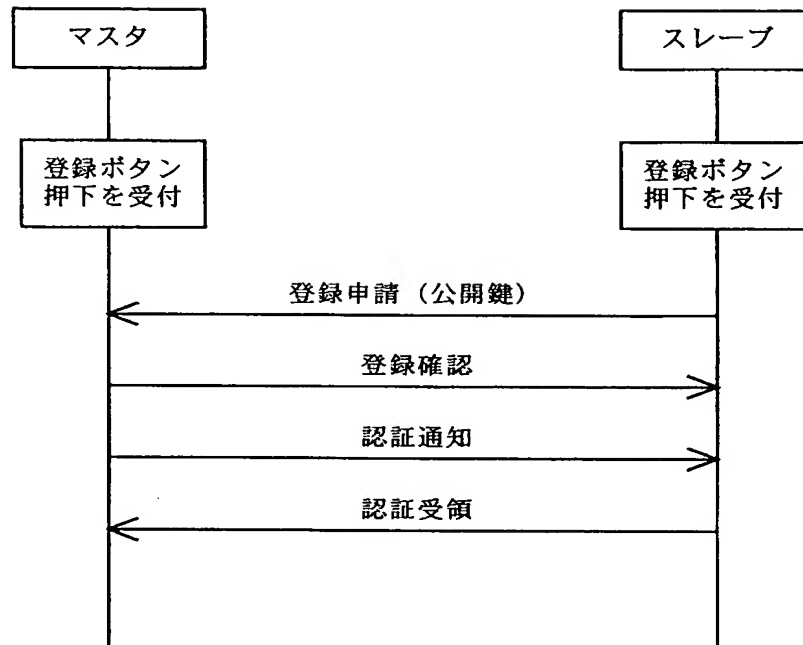 マスタ
スレーブ
登録ボタン
押下を受付
登録ボタン
押下を受付
登録申請（公開鍵）
登録確認
認証通知
認証受領